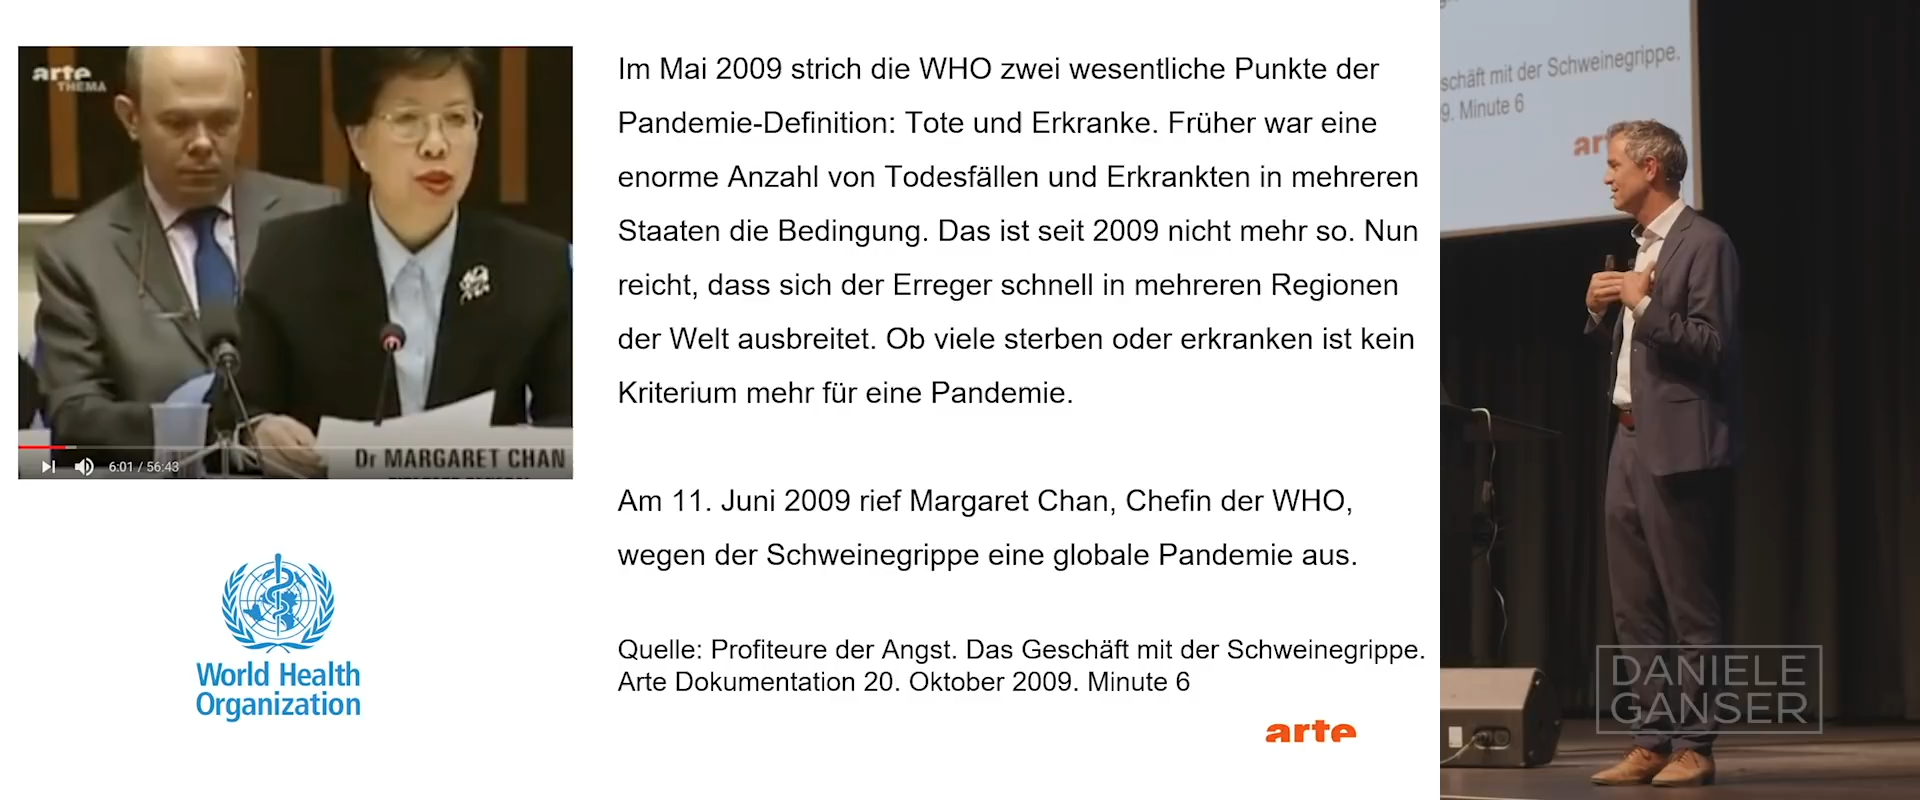 arte
THEMA
6:01 / 56:43
Dr MARGARET CHAN
World Health
Organization
Im Mai 2009 strich die WHO zwei wesentliche Punkte der
Pandemie-Definition: Tote und Erkranke. Früher war eine
enorme Anzahl von Todesfällen und Erkrankten in mehreren
Staaten die Bedingung. Das ist seit 2009 nicht mehr so. Nun
reicht, dass sich der Erreger schnell in mehreren Regionen
der Welt ausbreitet. Ob viele sterben oder erkranken ist kein
Kriterium mehr für eine Pandemie.
Am 11. Juni 2009 rief Margaret Chan, Chefin der WHO,
wegen der Schweinegrippe eine globale Pandemie aus.
Quelle: Profiteure der Angst. Das Geschäft mit der Schweinegrippe.
Arte Dokumentation 20. Oktober 2009. Minute 6
arte
schäft mit der Schweinegrippe.
9. Minute 6
DANIELE
GANSER